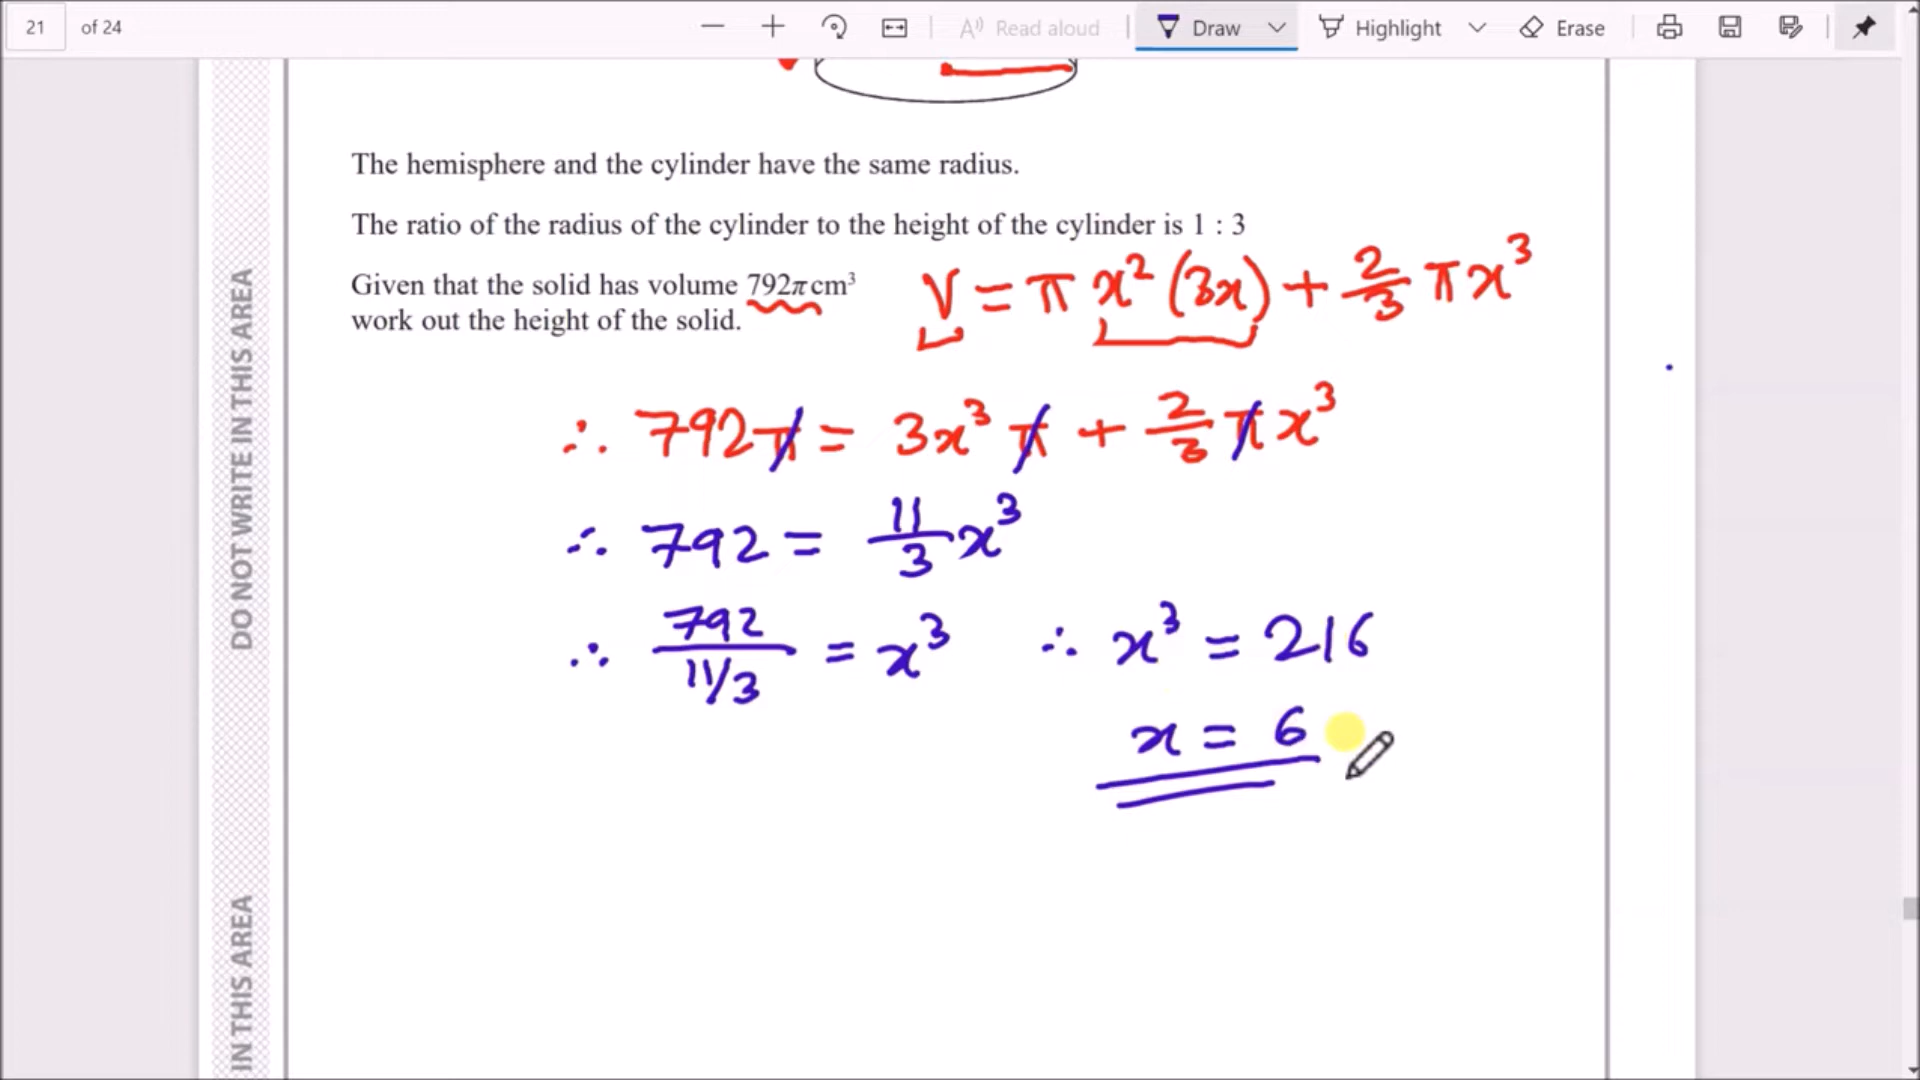 21 of 24 Read aloud Draw Highlight Erase
The hemisphere and the cylinder have the same radius.
The ratio of the radius of the cylinder to the height of the cylinder is 1 : 3
Given that the solid has volume 792π cm³
work out the height of the solid.
V = π x² (3x) + 2/3 π x³
∴ 792π = 3x³ π + 2/3 π x³
∴ 792 = 11/3 x³
∴ 792/(11/3) = x³ ∴ x³ = 216
x = 6
DO NOT WRITE IN THIS AREA
IN THIS AREA